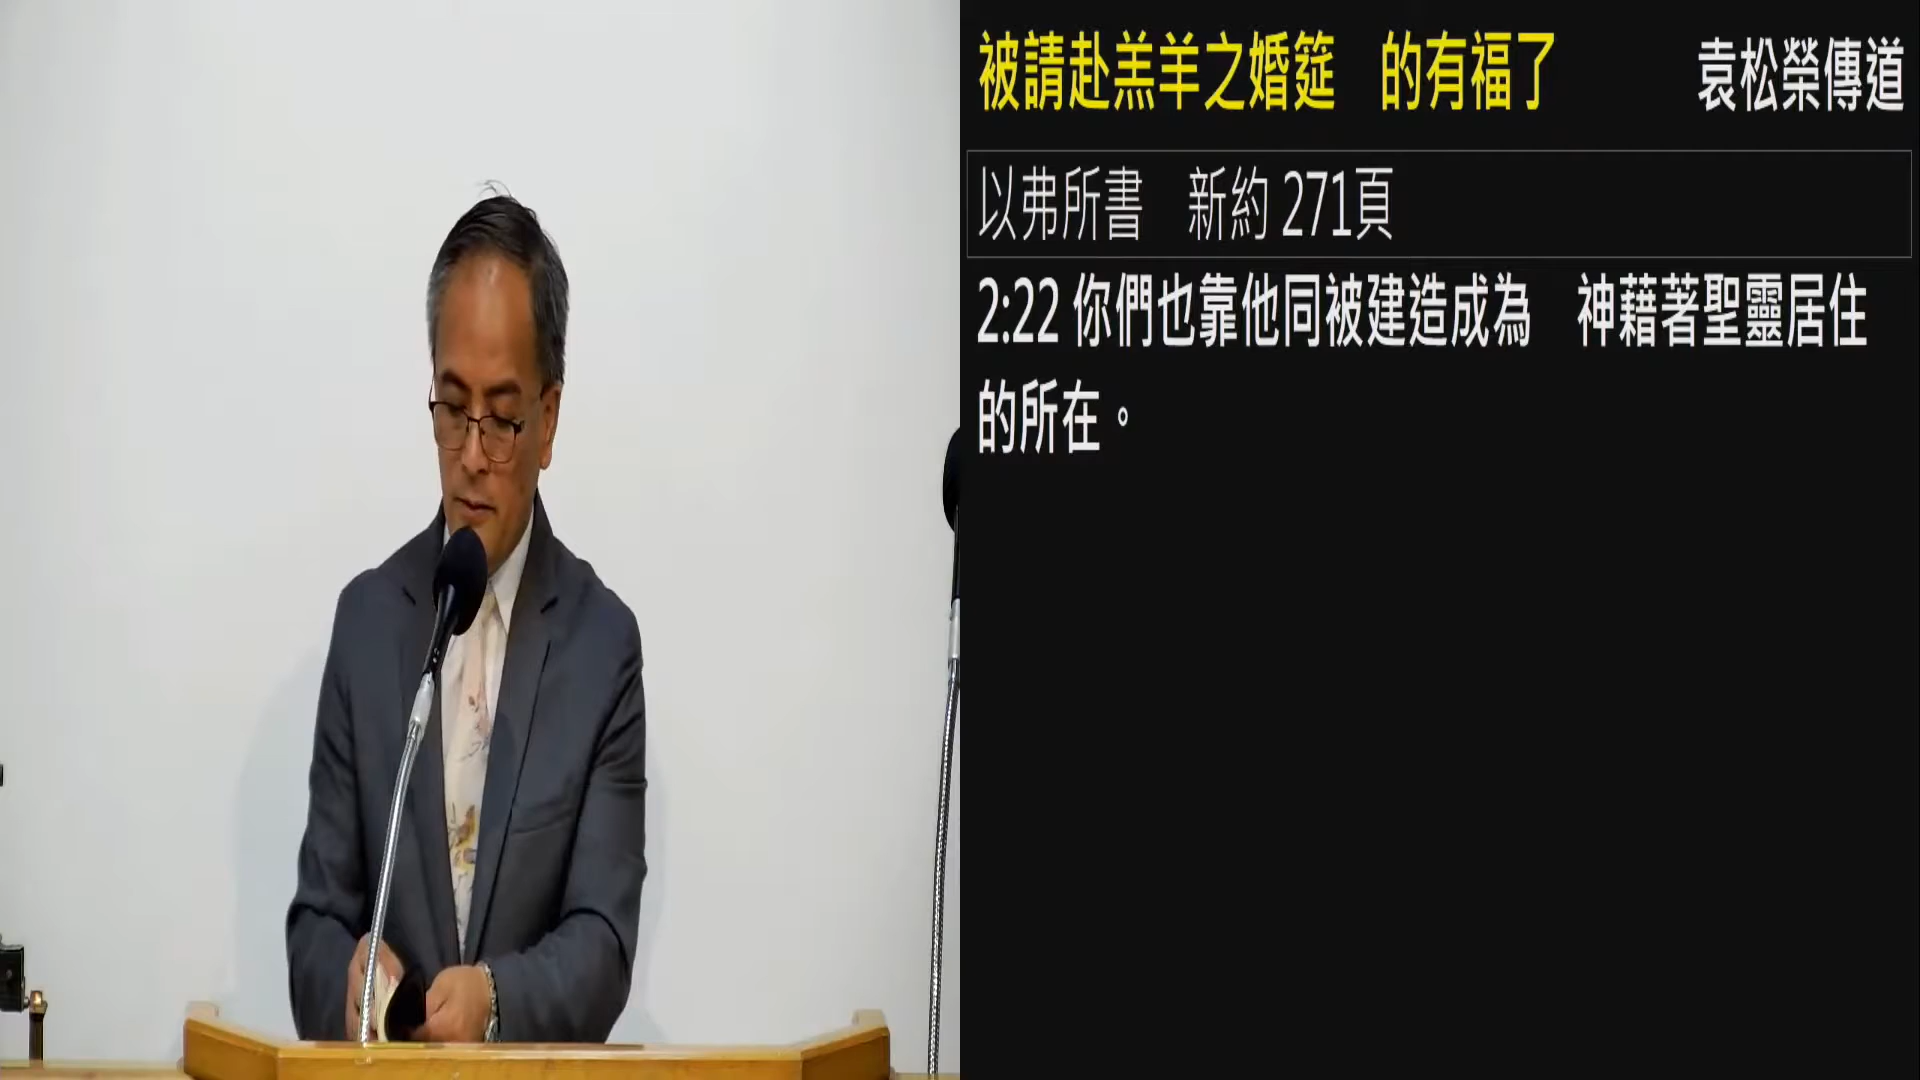 被請赴羔羊之婚筵　的有福了　袁松榮傳道
以弗所書　新約 271頁
2:22 你們也靠他同被建造成為　神藉著聖靈居住
的所在。